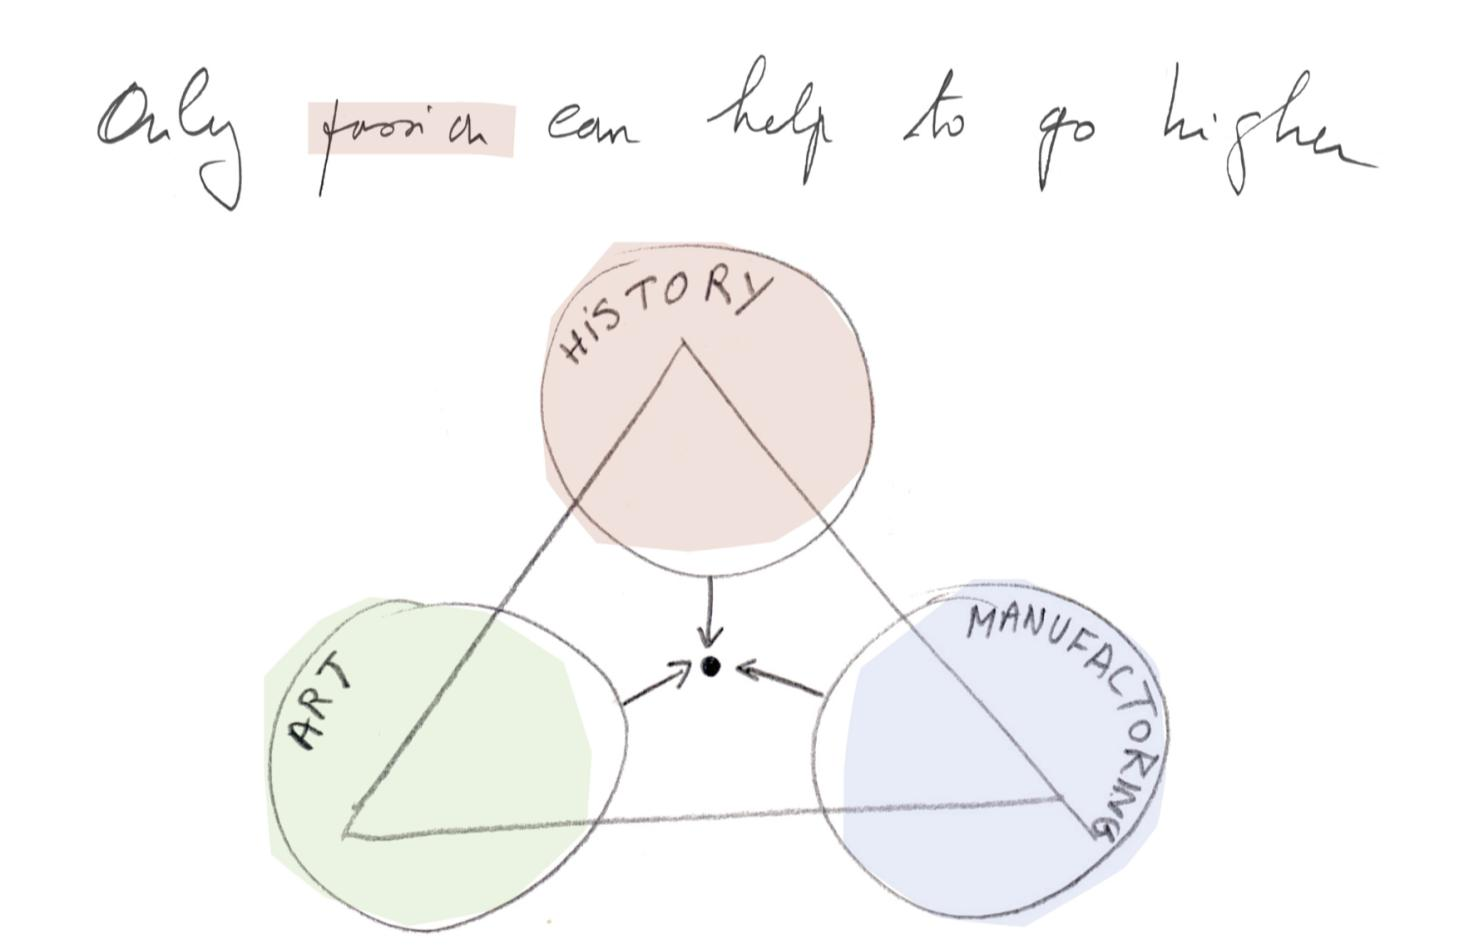 Only passion can help to go higher
HISTORY
ART
MANUFACTORING